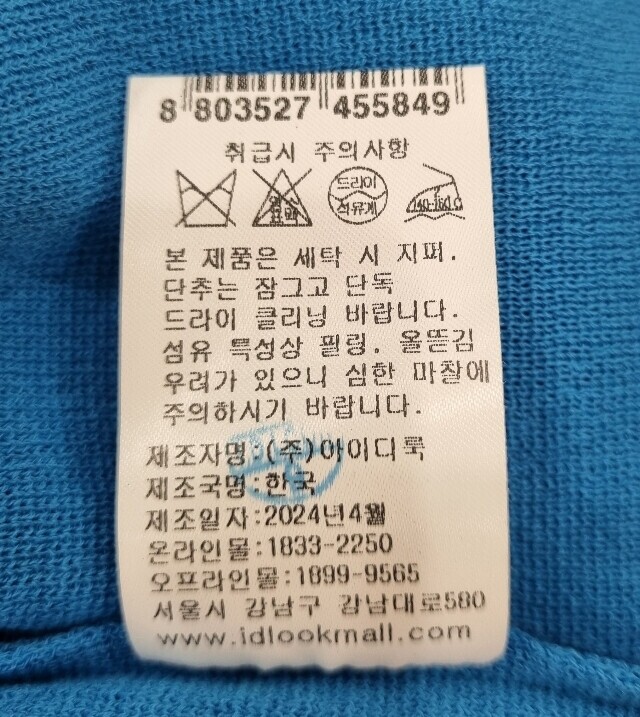 8 803527 455849
취급시 주의사항
염소 표백
드라이
석유계
140-160℃
본 제품은 세탁 시 지퍼.
단추는 잠그고 단독
드라이 클리닝 바랍니다.
섬유 특성상 필링. 올뜯김
우려가 있으니 심한 마찰에
주의하시기 바랍니다.
제조자명:(주)아이디룩
제조국명:한국
제조일자:2024년4월
온라인몰:1833-2250
오프라인몰:1899-9565
서울시 강남구 강남대로580
www.idlookmall.com